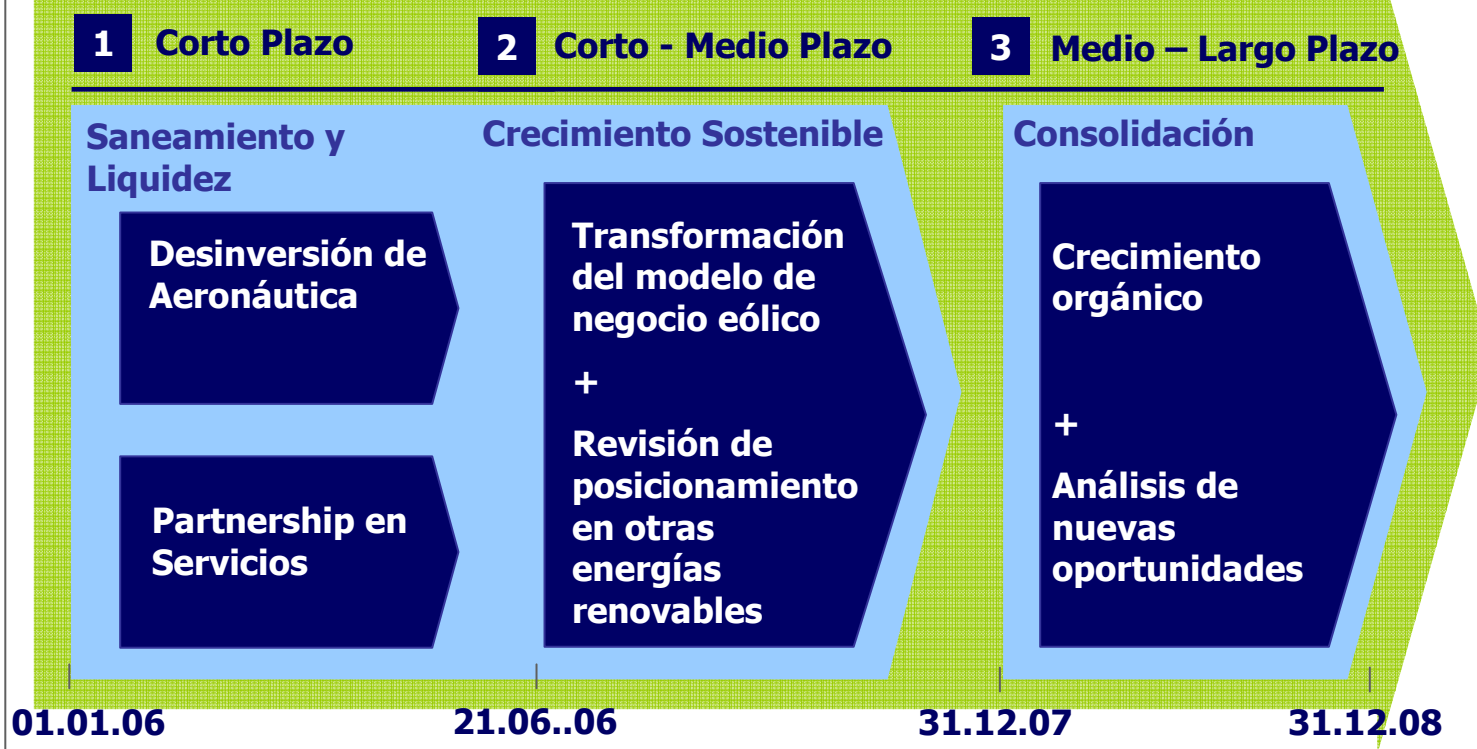 1 Corto Plazo
2 Corto - Medio Plazo
3 Medio – Largo Plazo
Saneamiento y
Liquidez
Desinversión de
Aeronáutica
Partnership en
Servicios
Crecimiento Sostenible
Transformación
del modelo de
negocio eólico
+
Revisión de
posicionamiento
en otras
energías
renovables
Consolidación
Crecimiento
orgánico
+
Análisis de
nuevas
oportunidades
01.01.06
21.06..06
31.12.07
31.12.08